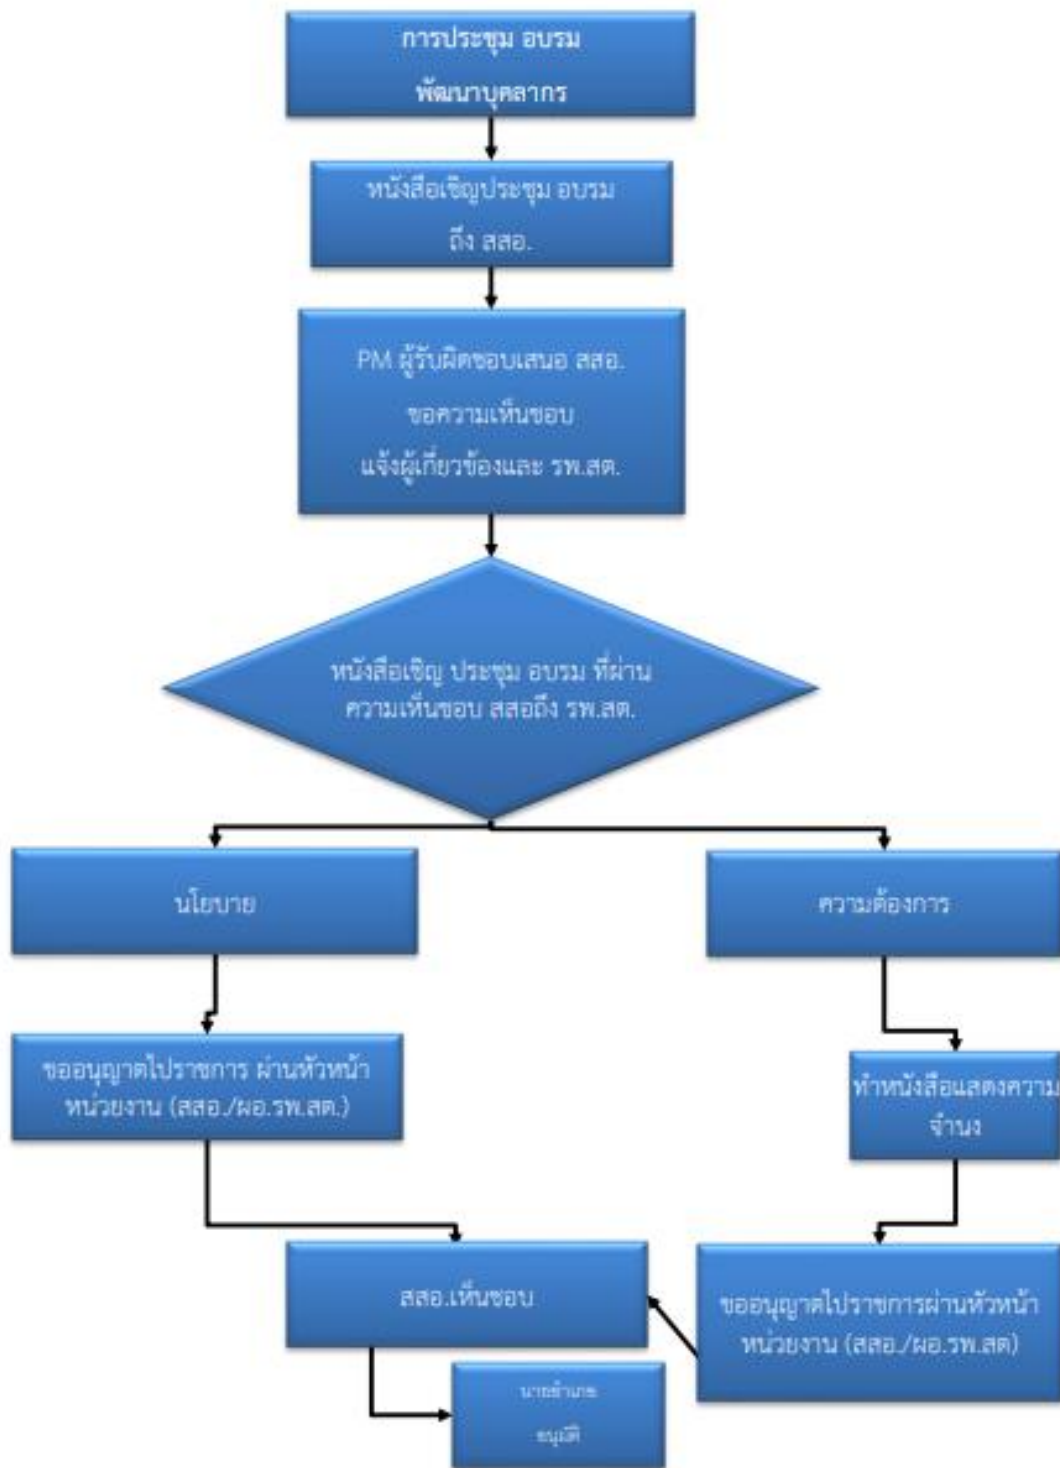 การประชุม อบรม
พัฒนาบุคลากร
หนังสือเชิญประชุม อบรม
ถึง สสอ.
PM ผู้รับผิดชอบเสนอ สสอ.
ขอความเห็นชอบ
แจ้งผู้เกี่ยวข้องและ รพ.สต.
หนังสือเชิญ ประชุม อบรม ที่ผ่าน
ความเห็นชอบ สสอถึง รพ.สต.
นโยบาย
ความต้องการ
ขออนุญาตไปราชการ ผ่านหัวหน้า
หน่วยงาน (สสอ./ผอ.รพ.สต.)
ทำหนังสือแสดงความ
จำนง
สสอ.เห็นชอบ
ขออนุญาตไปราชการผ่านหัวหน้า
หน่วยงาน (สสอ./ผอ.รพ.สต)
นายอำเภอ
อนุมัติ